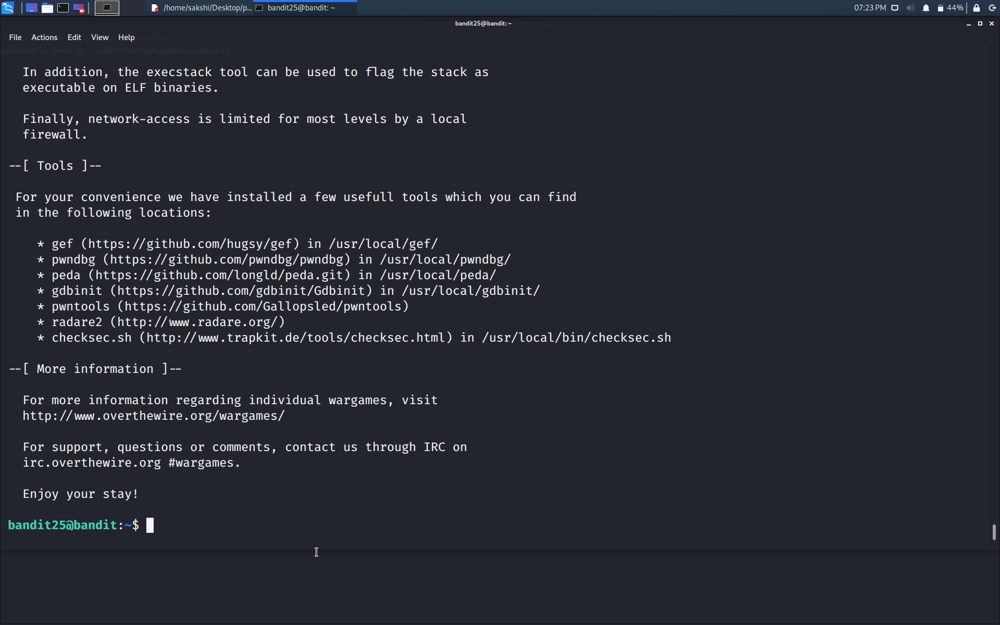 /home/sakshi/Desktop/p...
bandit25@bandit: ~
07:23 PM
44%
bandit25@bandit: ~
File Actions Edit View Help
In addition, the execstack tool can be used to flag the stack as
executable on ELF binaries.
Finally, network-access is limited for most levels by a local
firewall.
--[ Tools ]--
For your convenience we have installed a few usefull tools which you can find
in the following locations:
* gef (https://github.com/hugsy/gef) in /usr/local/gef/
* pwndbg (https://github.com/pwndbg/pwndbg) in /usr/local/pwndbg/
* peda (https://github.com/longld/peda.git) in /usr/local/peda/
* gdbinit (https://github.com/gdbinit/Gdbinit) in /usr/local/gdbinit/
* pwntools (https://github.com/Gallopsled/pwntools)
* radare2 (http://www.radare.org/)
* checksec.sh (http://www.trapkit.de/tools/checksec.html) in /usr/local/bin/checksec.sh
--[ More information ]--
For more information regarding individual wargames, visit
http://www.overthewire.org/wargames/
For support, questions or comments, contact us through IRC on
irc.overthewire.org #wargames.
Enjoy your stay!
bandit25@bandit:~$